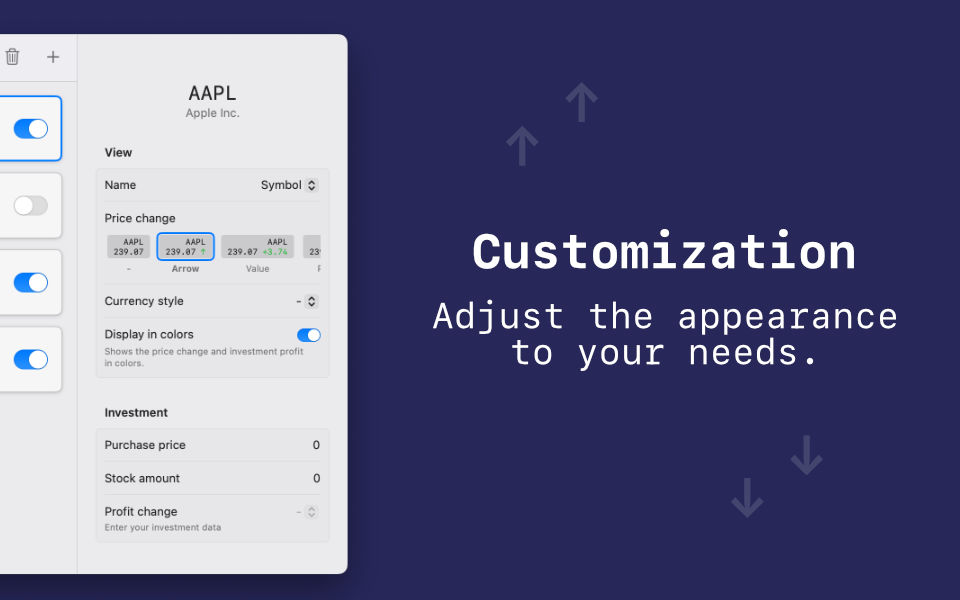 AAPL
Apple Inc.
View
Name Symbol
Price change
AAPL AAPL AAPL
239.07 239.07 ↑ 239.07 +3.74 23
- Arrow Value
Currency style -
Display in colors
Shows the price change and investment profit
in colors.
Investment
Purchase price 0
Stock amount 0
Profit change -
Enter your investment data
Customization
Adjust the appearance
to your needs.